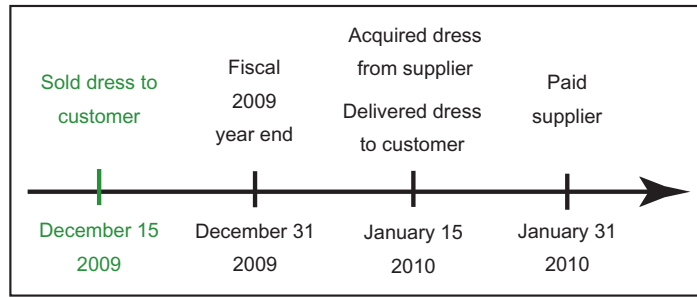 Sold dress to
customer
Fiscal
2009
year end
Acquired dress
from supplier
Delivered dress
to customer
Paid
supplier
December 15
2009
December 31
2009
January 15
2010
January 31
2010